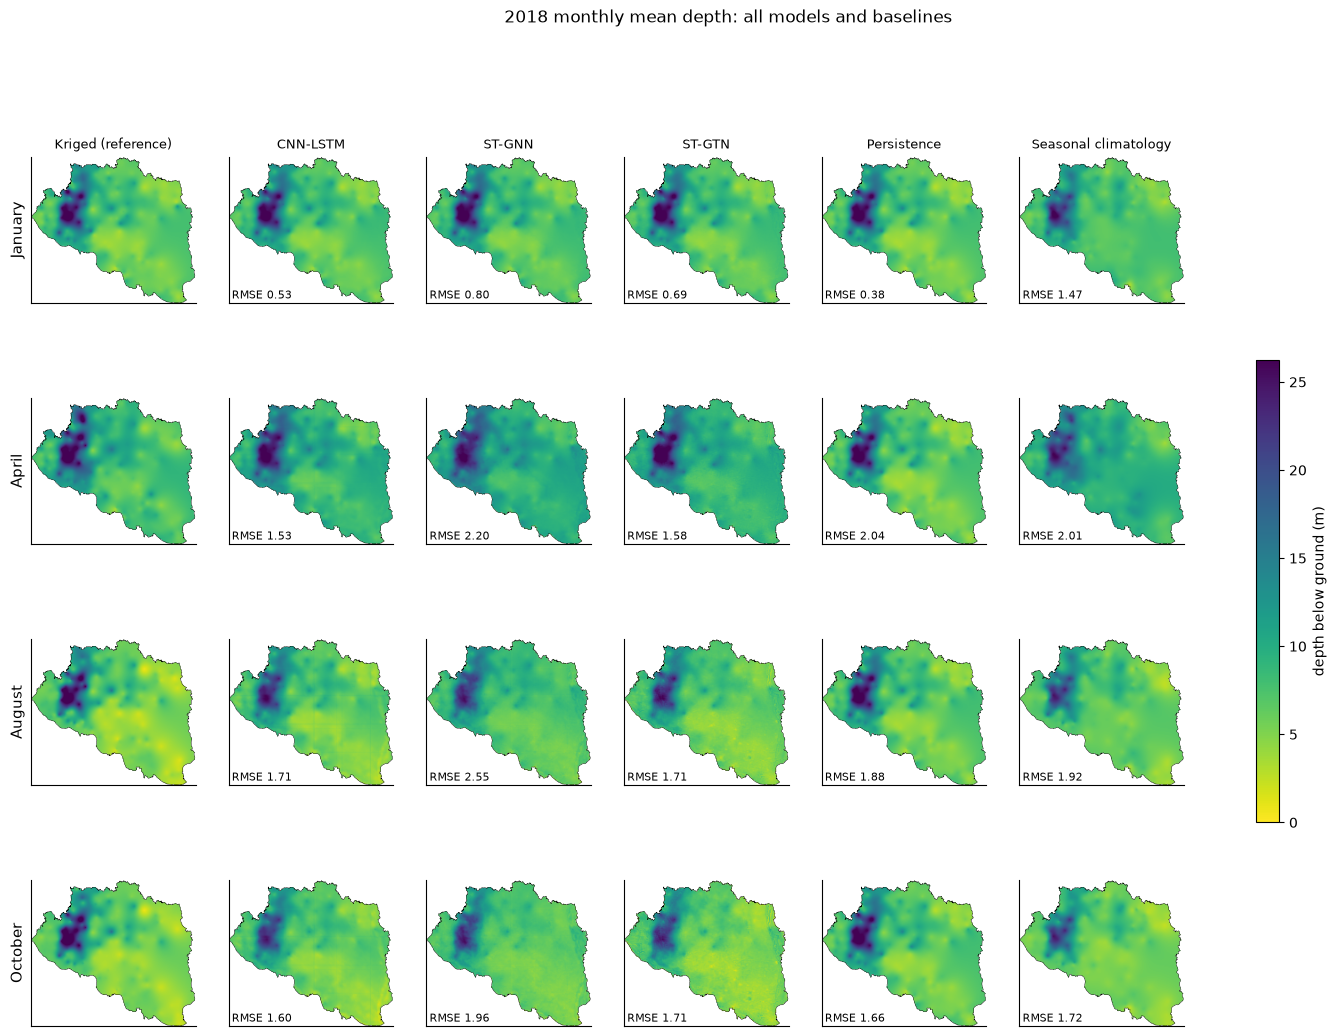 2018 monthly mean depth: all models and baselines
Kriged (reference)
CNN-LSTM
ST-GNN
ST-GTN
Persistence
Seasonal climatology
January
RMSE 0.53
RMSE 0.80
RMSE 0.69
RMSE 0.38
RMSE 1.47
April
RMSE 1.53
RMSE 2.20
RMSE 1.58
RMSE 2.04
RMSE 2.01
August
RMSE 1.71
RMSE 2.55
RMSE 1.71
RMSE 1.88
RMSE 1.92
October
RMSE 1.60
RMSE 1.96
RMSE 1.71
RMSE 1.66
RMSE 1.72
25
20
15
10
5
0
depth below ground (m)